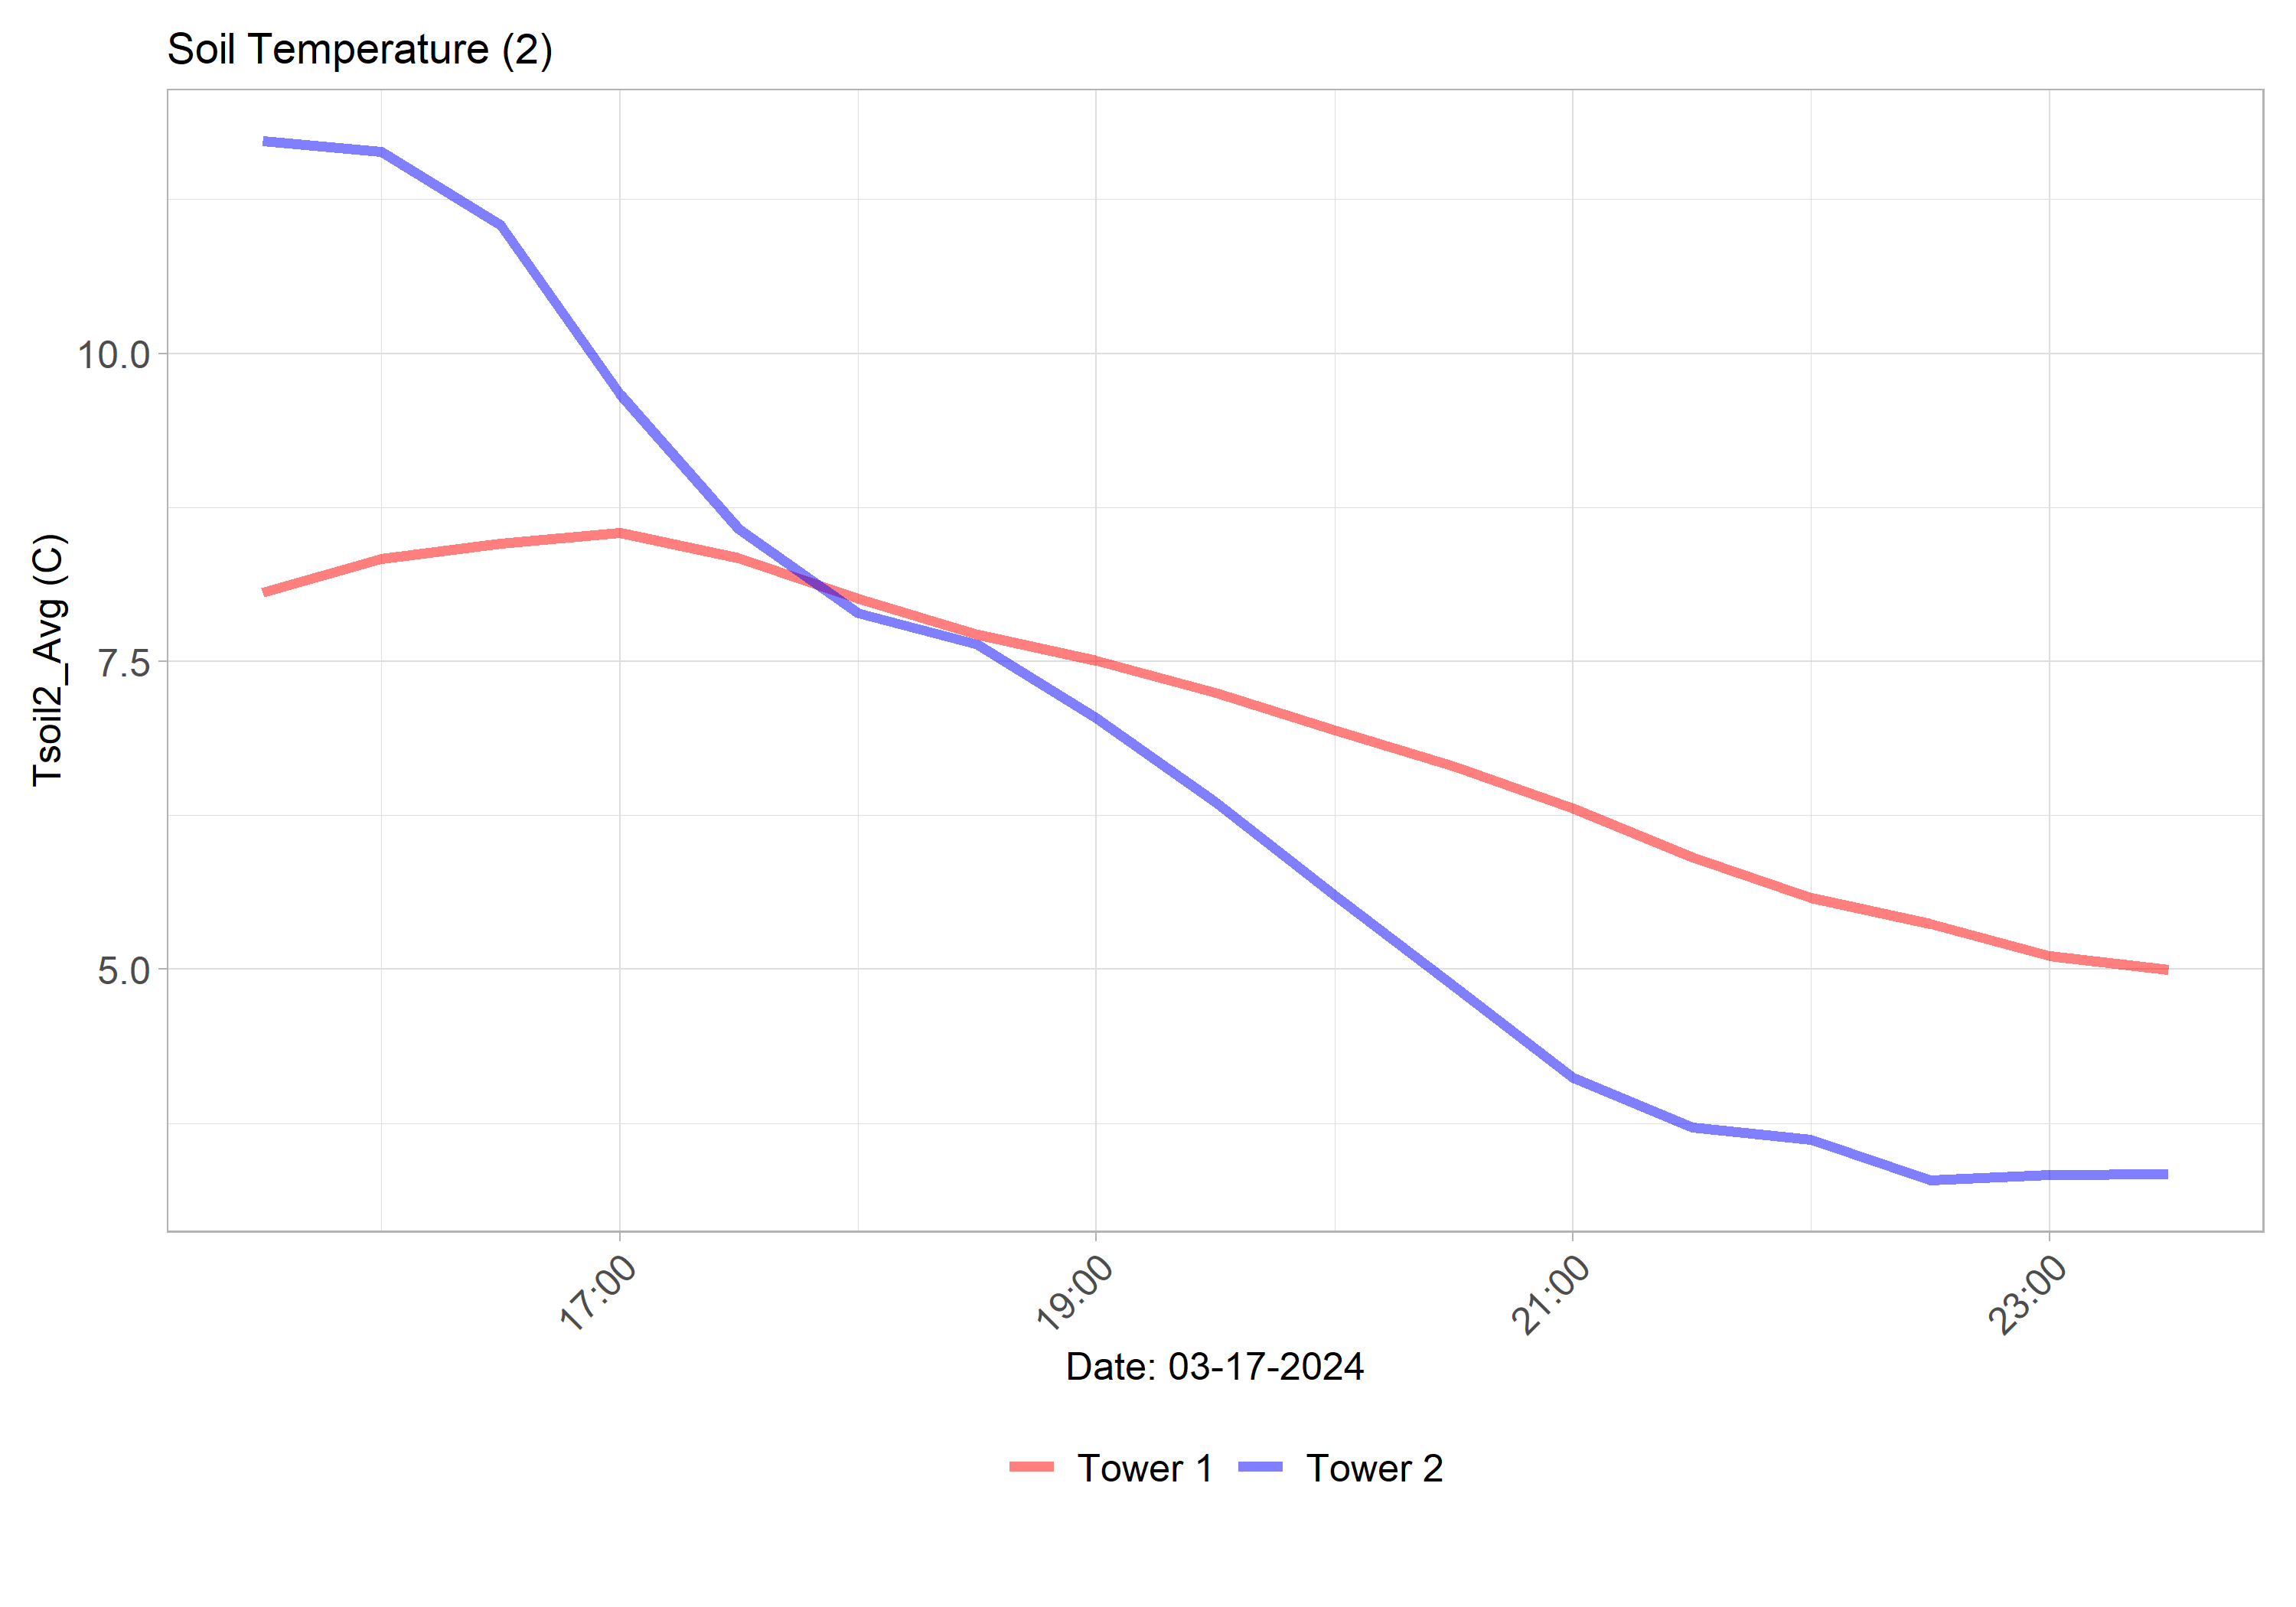 Soil Temperature (2)
Tsoil2_Avg (C)
10.0
7.5
5.0
17:00
19:00
21:00
23:00
Date: 03-17-2024
Tower 1
Tower 2